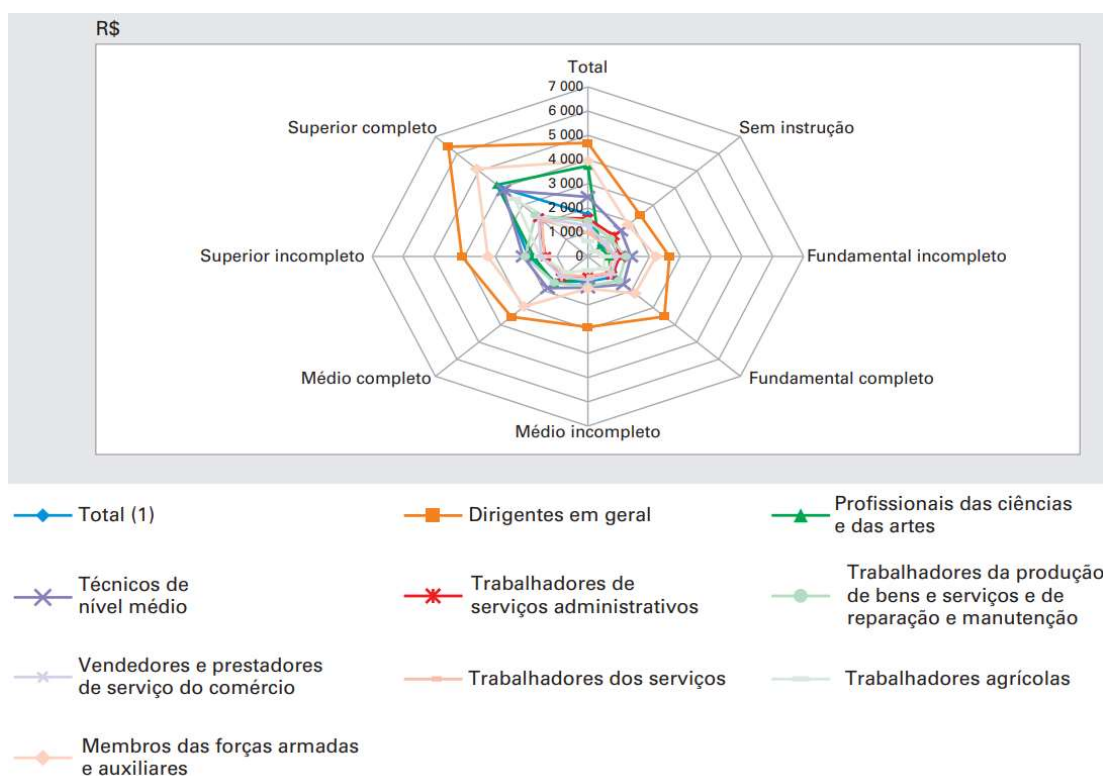 R$
Total
7 000
6 000
5 000
4 000
3 000
2 000
1 000
0
Superior completo
Sem instrução
Superior incompleto
Fundamental incompleto
Médio completo
Fundamental completo
Médio incompleto
Total (1)
Dirigentes em geral
Profissionais das ciências
e das artes
Técnicos de
nível médio
Trabalhadores de
serviços administrativos
Trabalhadores da produção
de bens e serviços e de
reparação e manutenção
Vendedores e prestadores
de serviço do comércio
Trabalhadores dos serviços
Trabalhadores agrícolas
Membros das forças armadas
e auxiliares